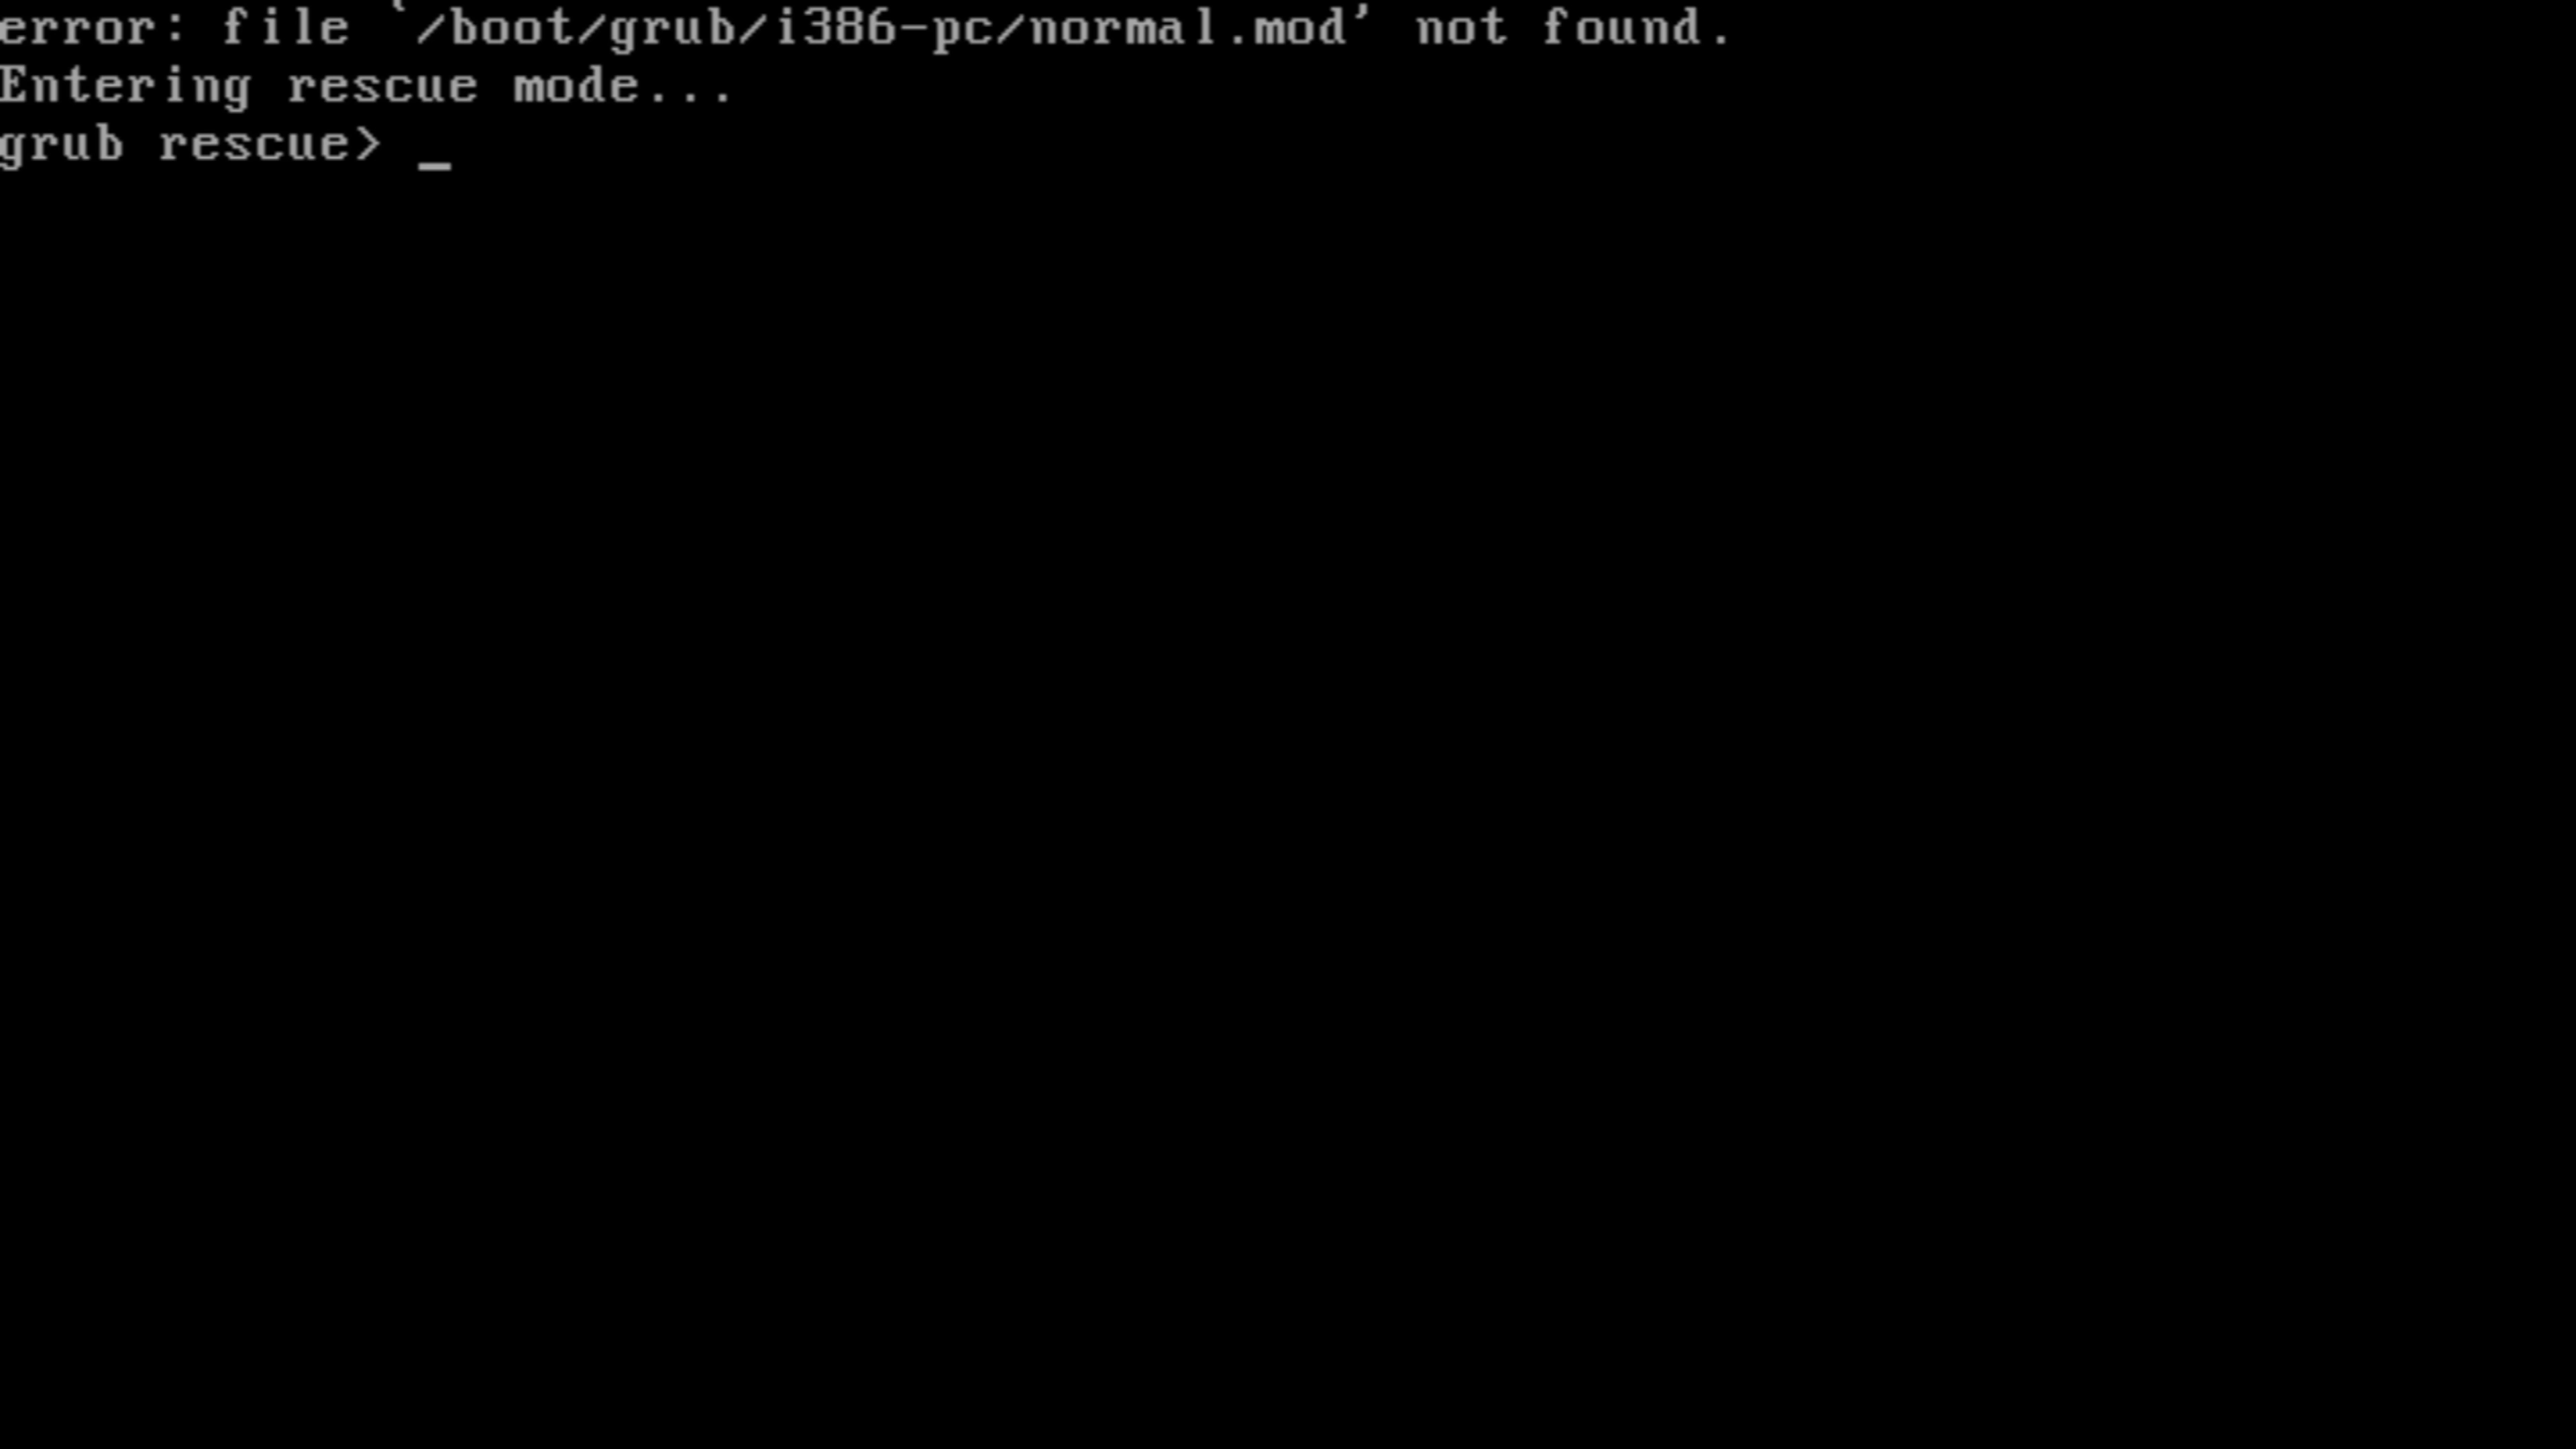 error: file `/boot/grub/i386-pc/normal.mod' not found.
Entering rescue mode...
grub rescue> _